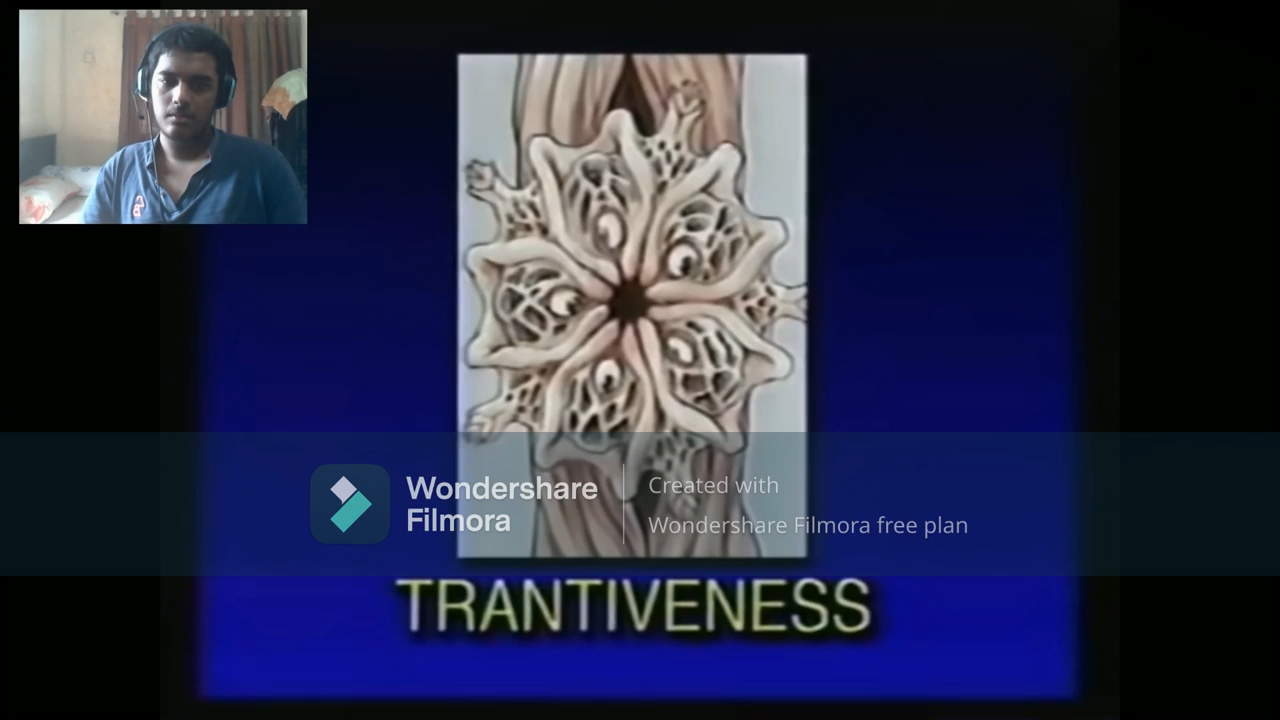 Wondershare
Filmora
Created with
Wondershare Filmora free plan
TRANTIVENESS